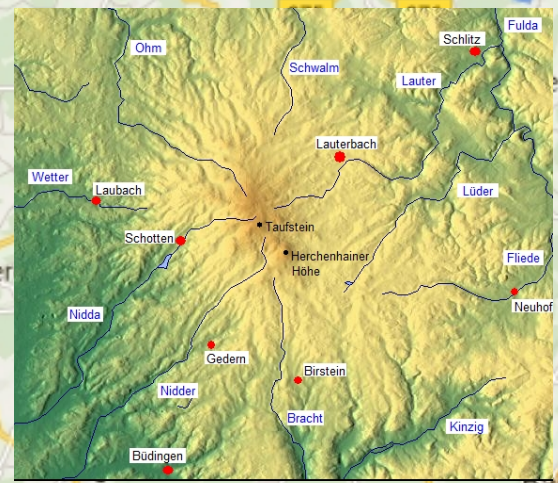 Fulda
Schlitz
Ohm
Schwalm
Lauter
Lauterbach
Wetter
Laubach
Lüder
Taufstein
Schotten
Herchenhainer
Höhe
Fliede
Neuhof
Nidda
Gedern
Birstein
Nidder
Bracht
Kinzig
Büdingen